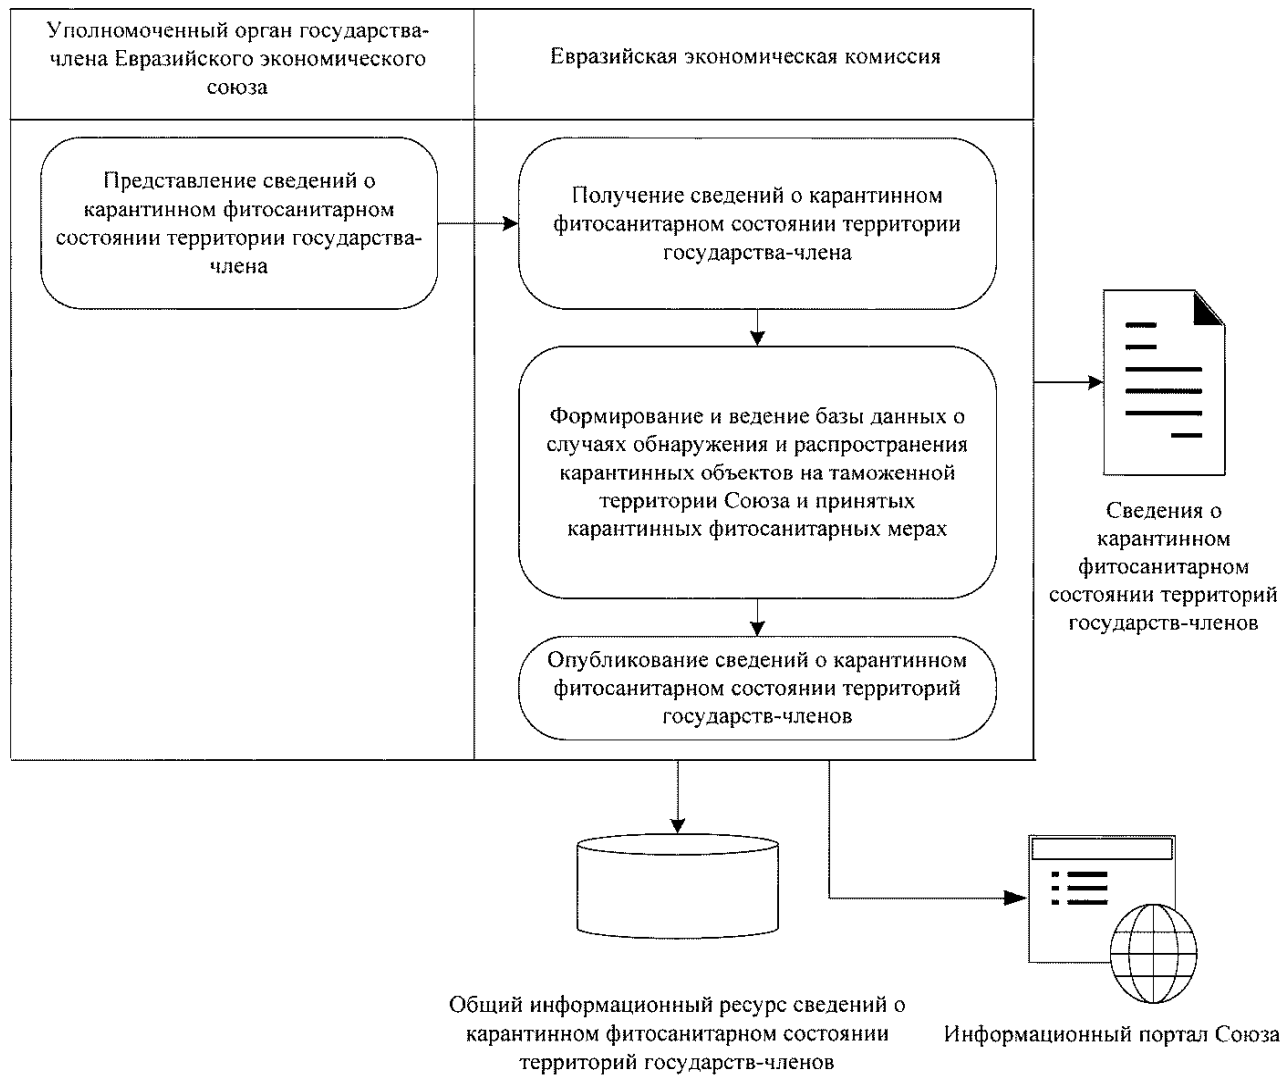 Уполномоченный орган государства-
члена Евразийского экономического
союза
Евразийская экономическая комиссия
Представление сведений о
карантинном фитосанитарном
состоянии территории государства-
члена
Получение сведений о карантинном
фитосанитарном состоянии территории
государства-члена
Формирование и ведение базы данных о
случаях обнаружения и распространения
карантинных объектов на таможенной
территории Союза и принятых
карантинных фитосанитарных мерах
Опубликование сведений о карантинном
фитосанитарном состоянии территорий
государств-членов
Сведения о
карантинном
фитосанитарном
состоянии территорий
государств-членов
Общий информационный ресурс сведений о
карантинном фитосанитарном состоянии
территорий государств-членов
Информационный портал Союза